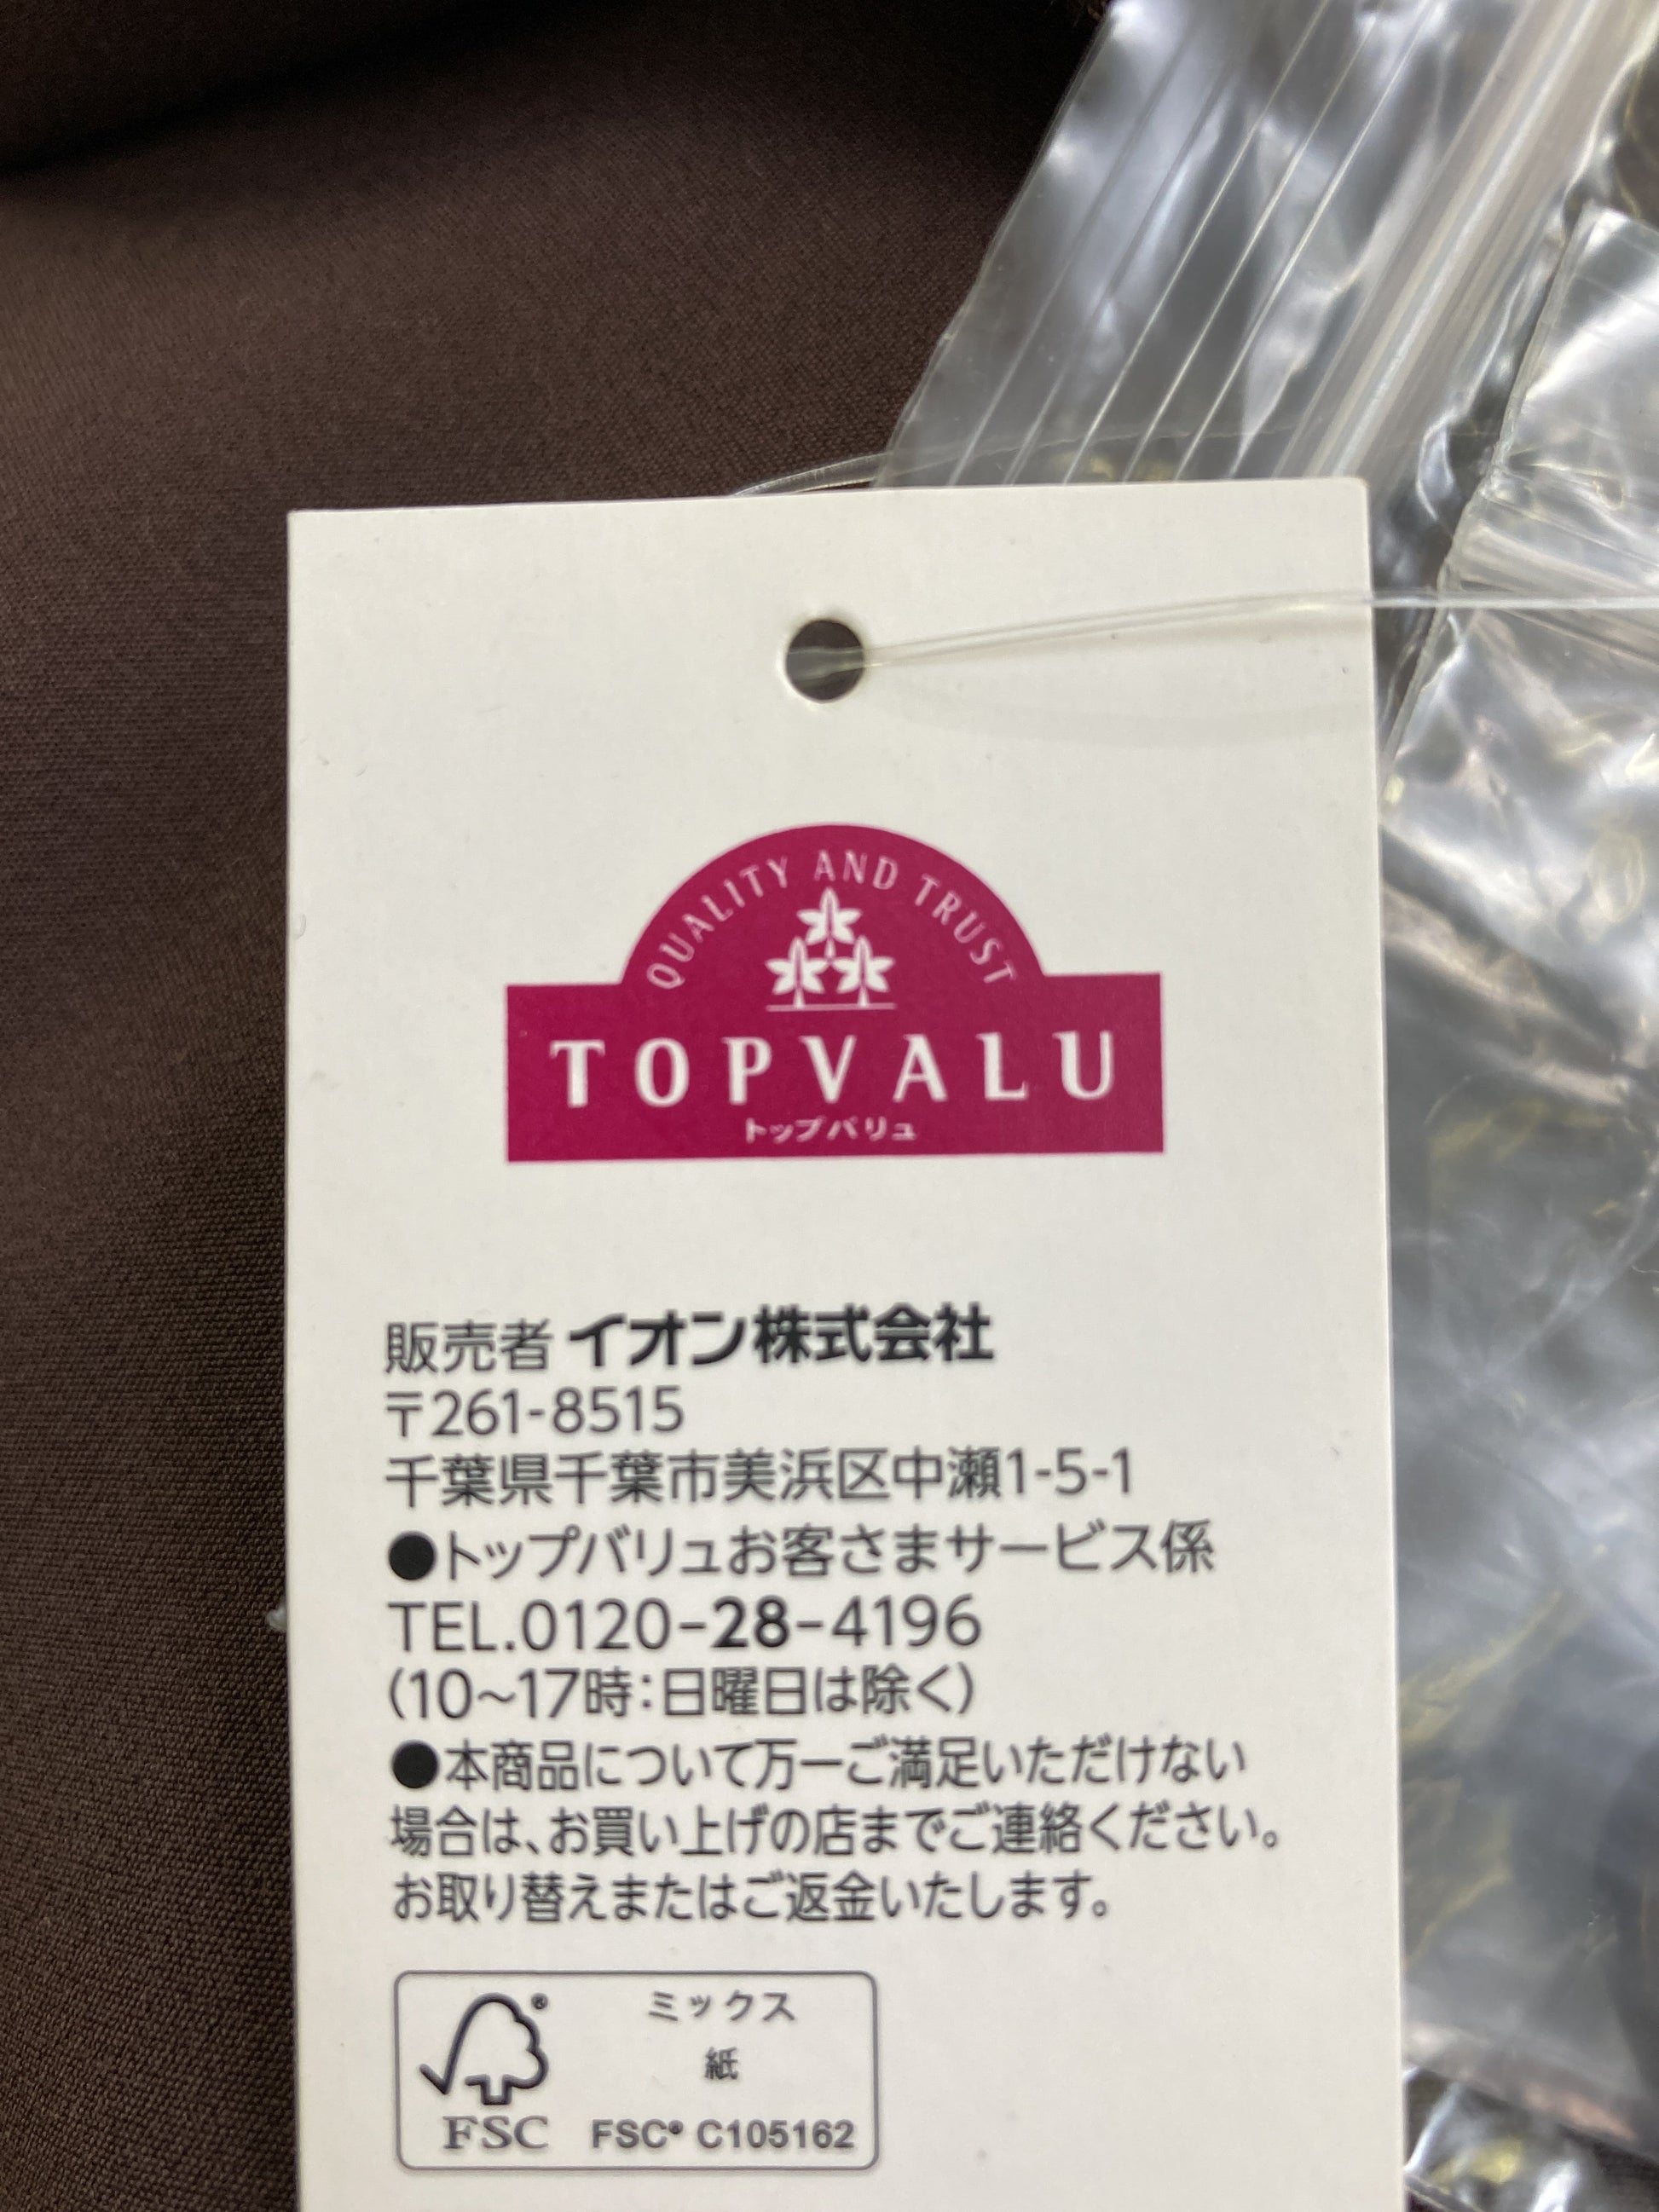 QUALITY AND TRUST
TOPVALU
トップバリュ
販売者 イオン株式会社
〒261-8515
千葉県千葉市美浜区中瀬1-5-1
●トップバリュお客さまサービス係
TEL.0120-28-4196
(10~17時:日曜日は除く)
●本商品について万一ご満足いただけない
場合は、お買い上げの店までご連絡ください。
お取り替えまたはご返金いたします。
ミックス
紙
FSC® C105162
®
FSC